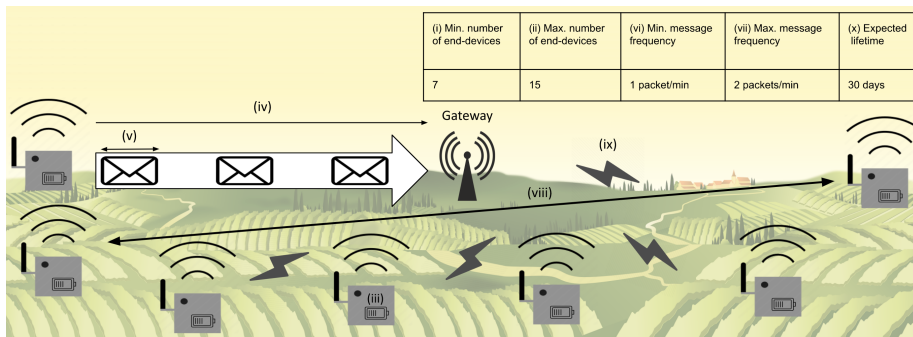 (i) Min. number
of end-devices
(ii) Max. number
of end-devices
(vi) Min. message
frequency
(vii) Max. message
frequency
(x) Expected
lifetime
7
15
1 packet/min
2 packets/min
30 days
(iv)
Gateway
(v)
(ix)
(viii)
(iii)